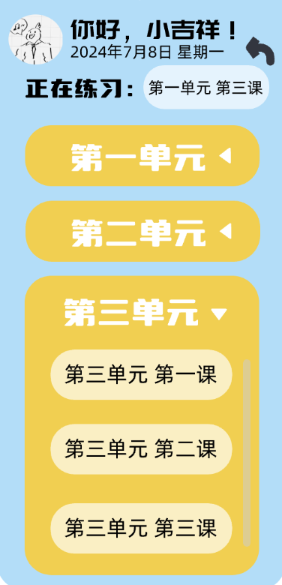 你好，小吉祥！
2024年7月8日 星期一
正在练习：第一单元 第三课
第一单元
第二单元
第三单元
第三单元 第一课
第三单元 第二课
第三单元 第三课